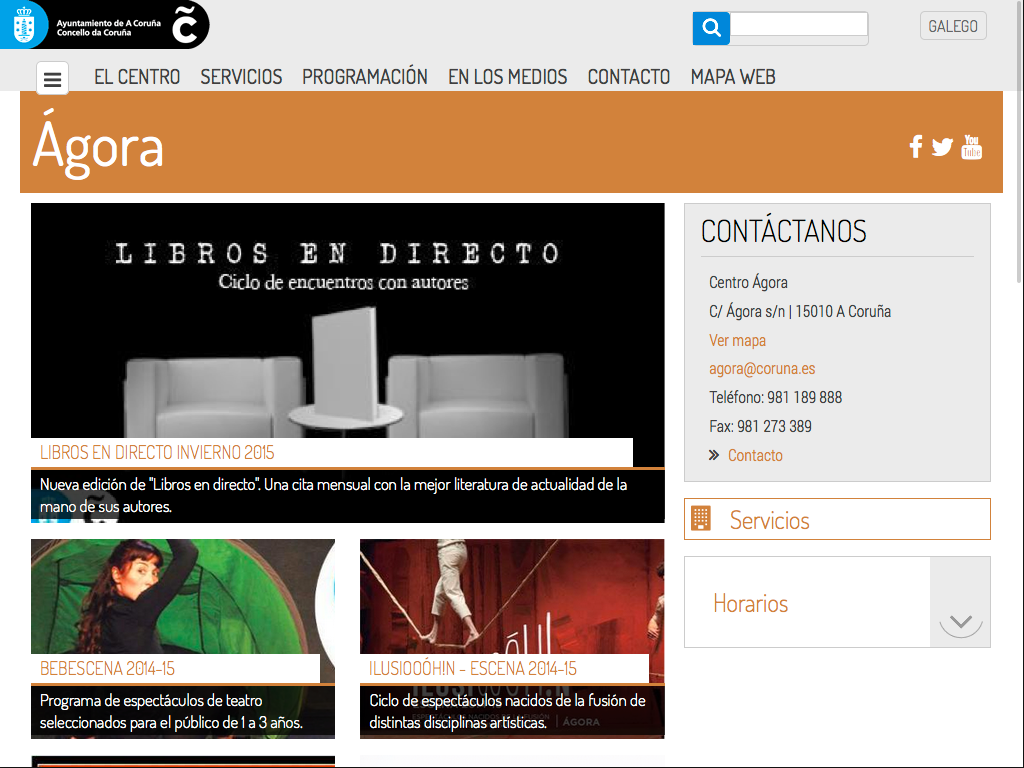 Ayuntamiento de A Coruña
Concello da Coruña
GALEGO
EL CENTRO SERVICIOS PROGRAMACIÓN EN LOS MEDIOS CONTACTO MAPA WEB
Ágora
You
Tube
LIBROS EN DIRECTO
Ciclo de encuentros con autores
LIBROS EN DIRECTO INVIERNO 2015
Nueva edición de "Libros en directo". Una cita mensual con la mejor literatura de actualidad de la
mano de sus autores.
BEBESCENA 2014-15
Programa de espectáculos de teatro
seleccionados para el público de 1 a 3 años.
ILUSIOOÓH!N - ESCENA 2014-15
Ciclo de espectáculos nacidos de la fusión de
distintas disciplinas artísticas.
ÁGORA
CONTÁCTANOS
Centro Ágora
C/ Ágora s/n | 15010 A Coruña
Ver mapa
agora@coruna.es
Teléfono: 981 189 888
Fax: 981 273 389
Contacto
Servicios
Horarios